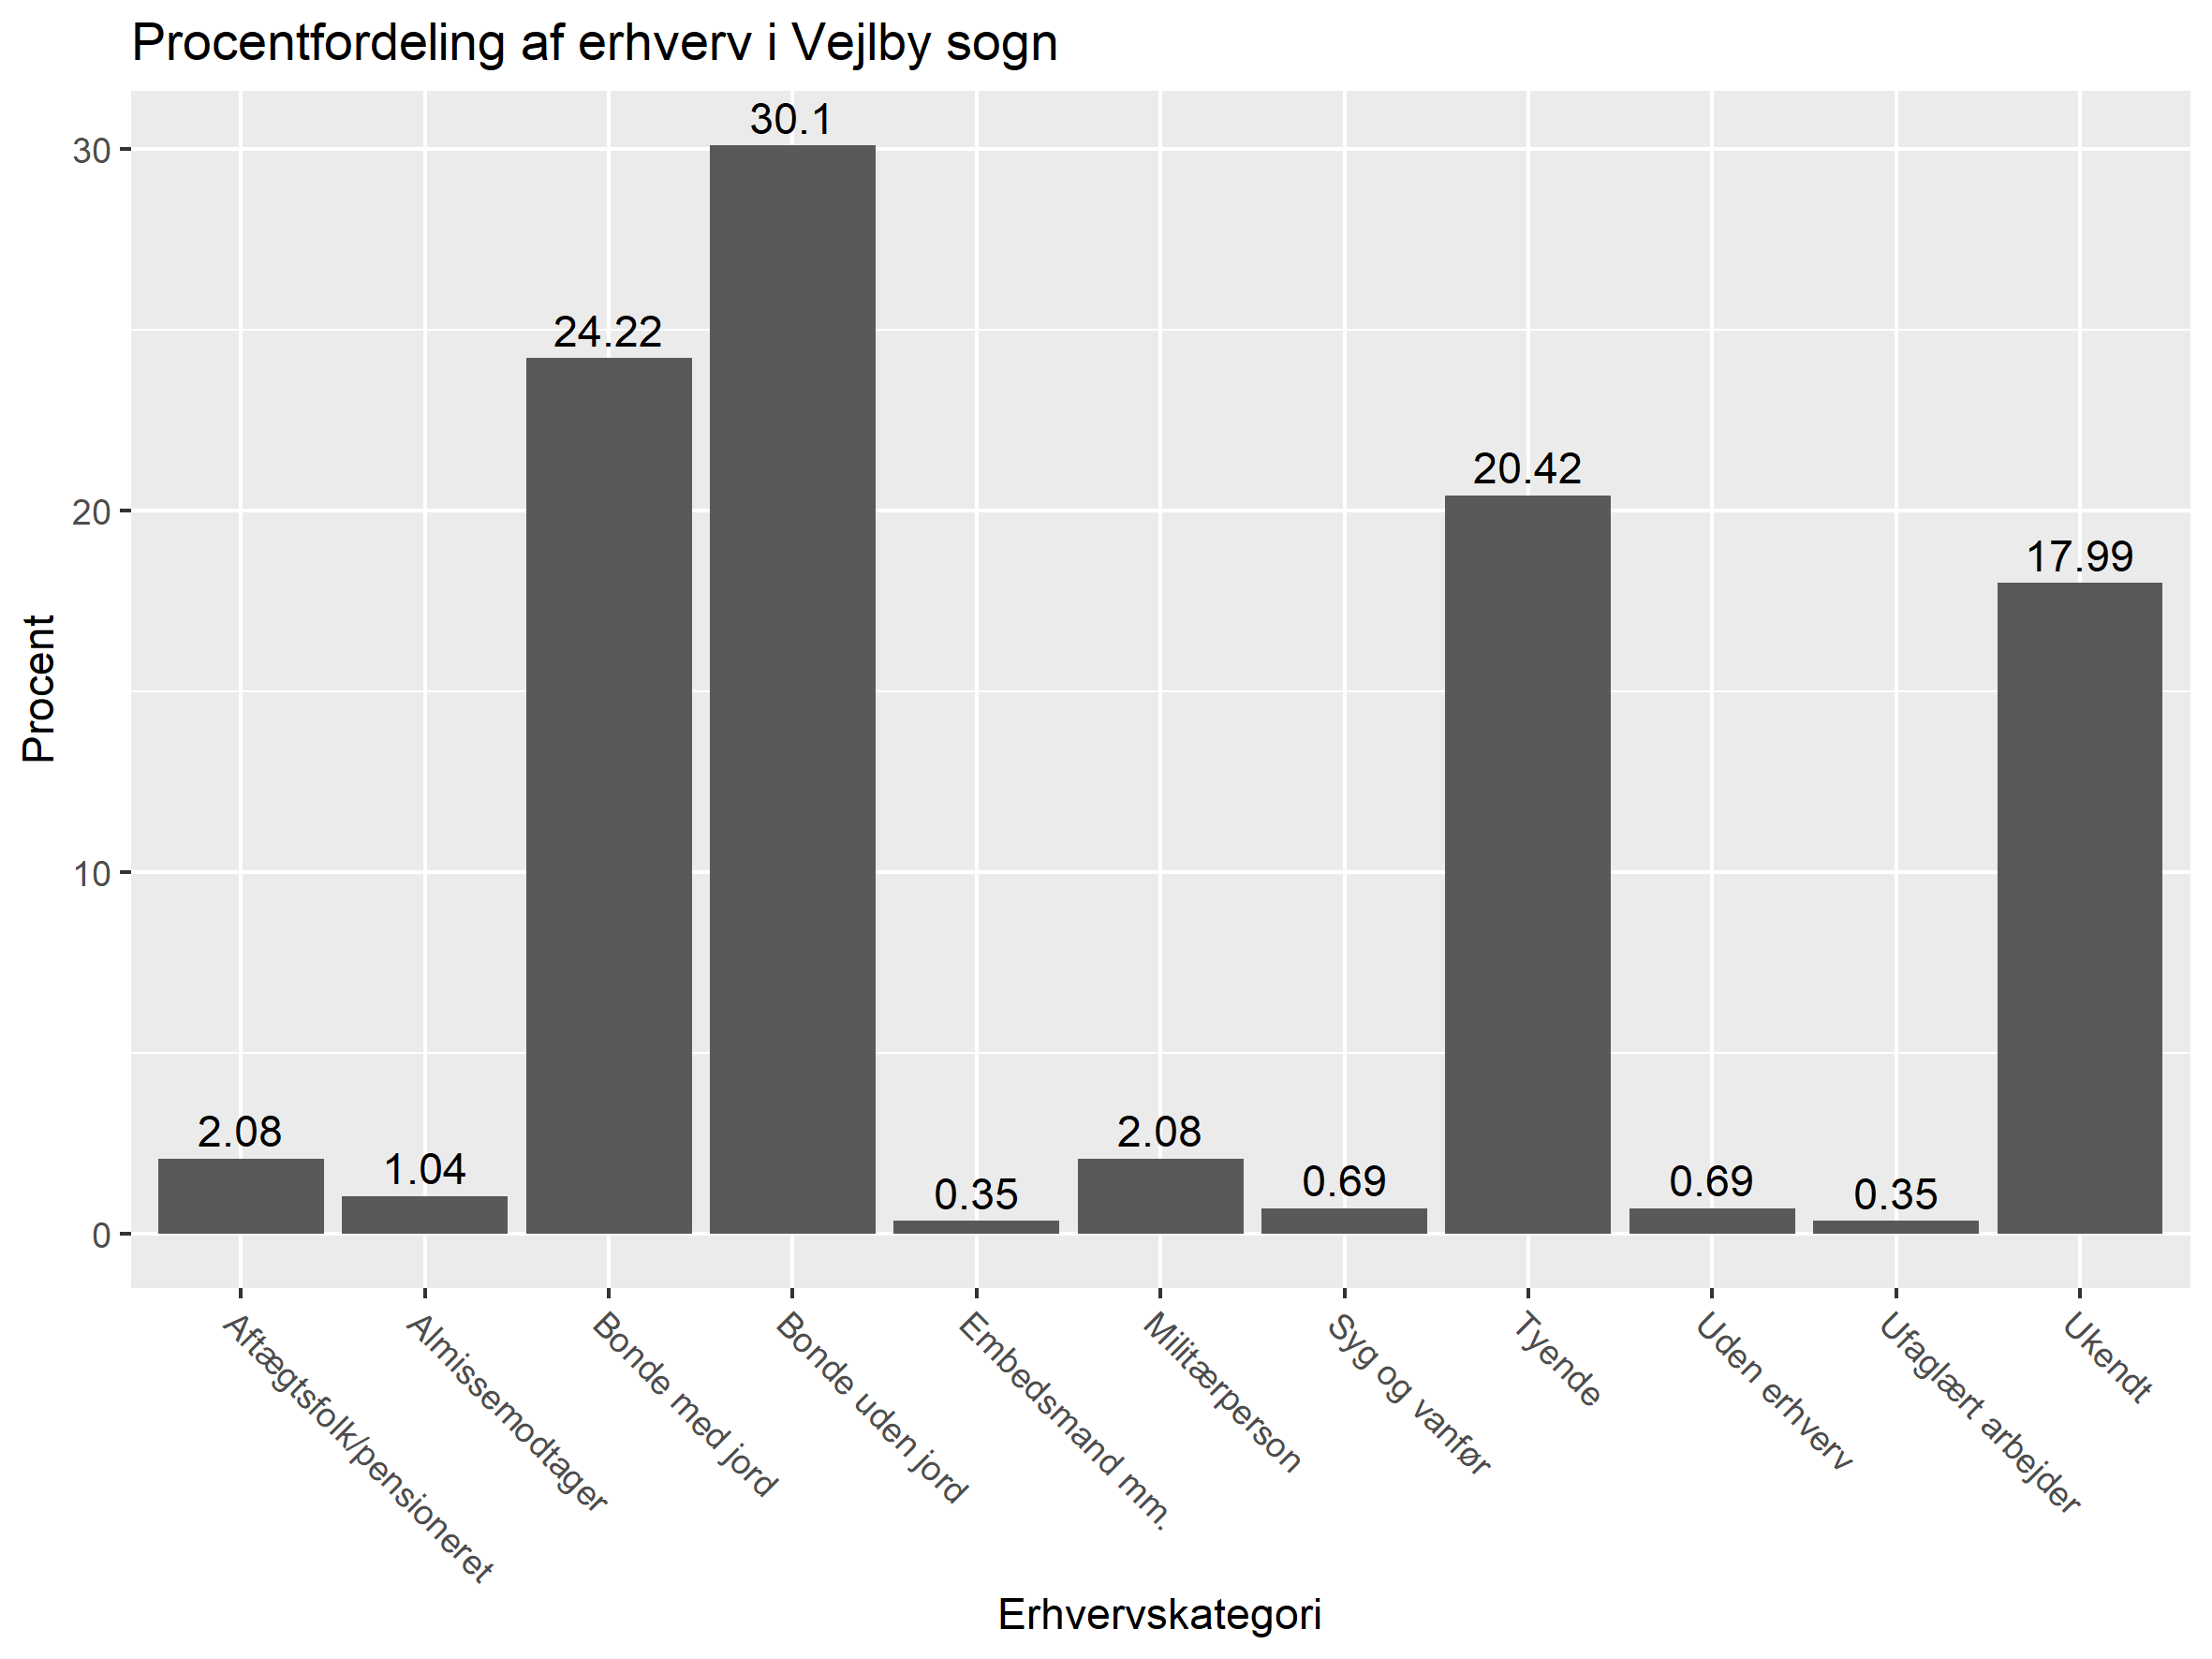 Procentfordeling af erhverv i Vejlby sogn
30.1
24.22
20.42
17.99
2.08
1.04
0.35
2.08
0.69
0.69
0.35
30
20
10
0
Procent
Aftægtsfolk/pensioneret
Almissemodtager
Bonde med jord
Bonde uden jord
Embedsmand mm.
Militærperson
Syg og vanfør
Tyende
Uden erhverv
Ufaglært arbejder
Ukendt
Erhvervskategori